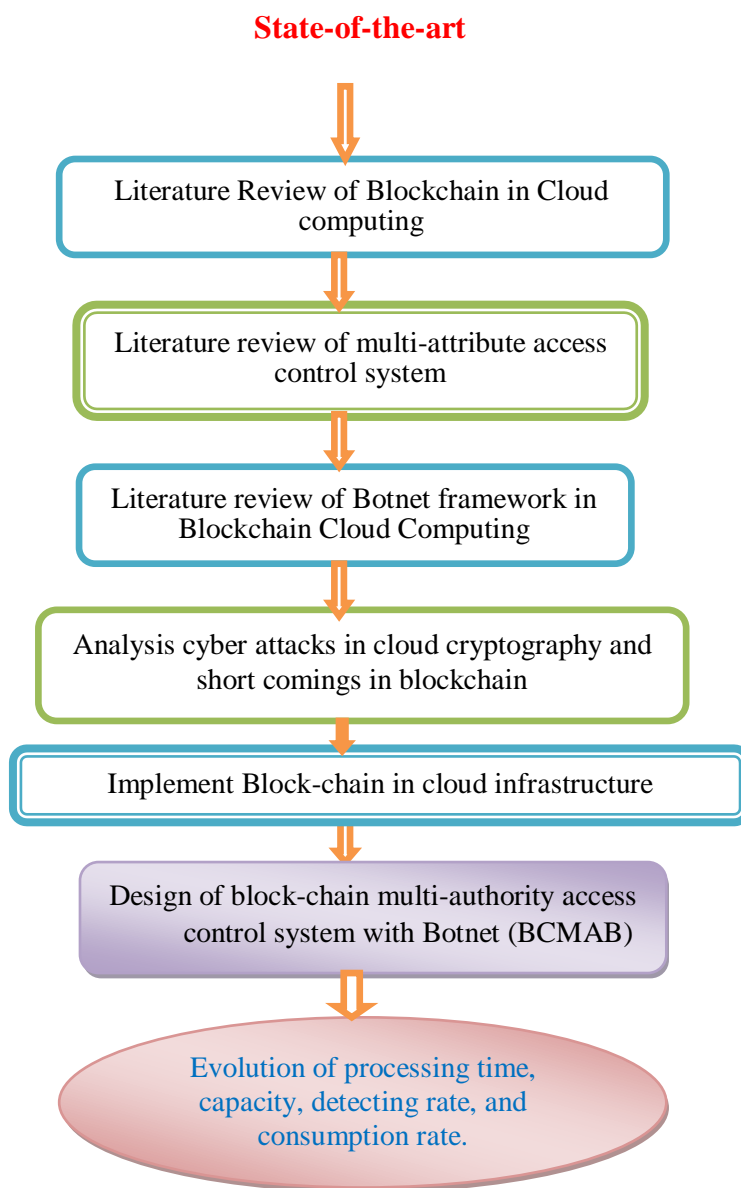 State-of-the-art
Literature Review of Blockchain in Cloud
computing
Literature review of multi-attribute access
control system
Literature review of Botnet framework in
Blockchain Cloud Computing
Analysis cyber attacks in cloud cryptography and
short comings in blockchain
Implement Block-chain in cloud infrastructure
Design of block-chain multi-authority access
control system with Botnet (BCMAB)
Evolution of processing time,
capacity, detecting rate, and
consumption rate.